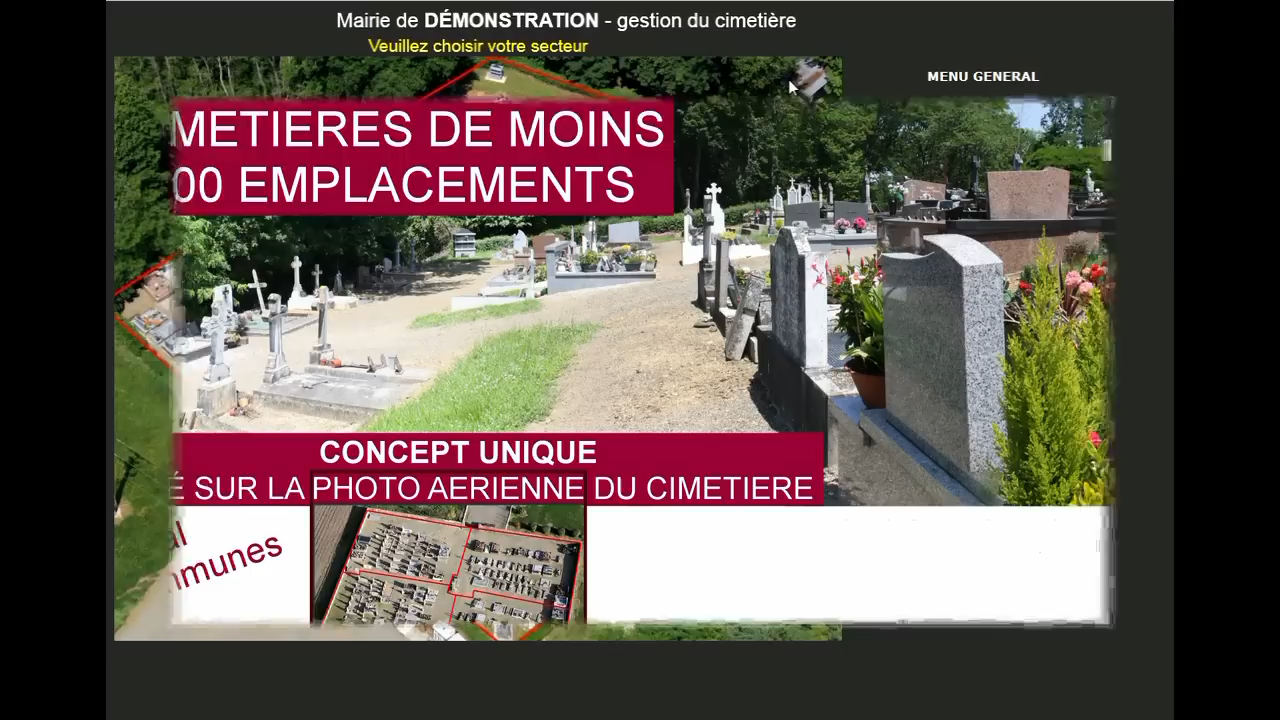 Mairie de DÉMONSTRATION - gestion du cimetière
Veuillez choisir votre secteur
MENU GENERAL
METIERES DE MOINS
00 EMPLACEMENTS
CONCEPT UNIQUE
É SUR LA PHOTO AERIENNE DU CIMETIERE
al
munes